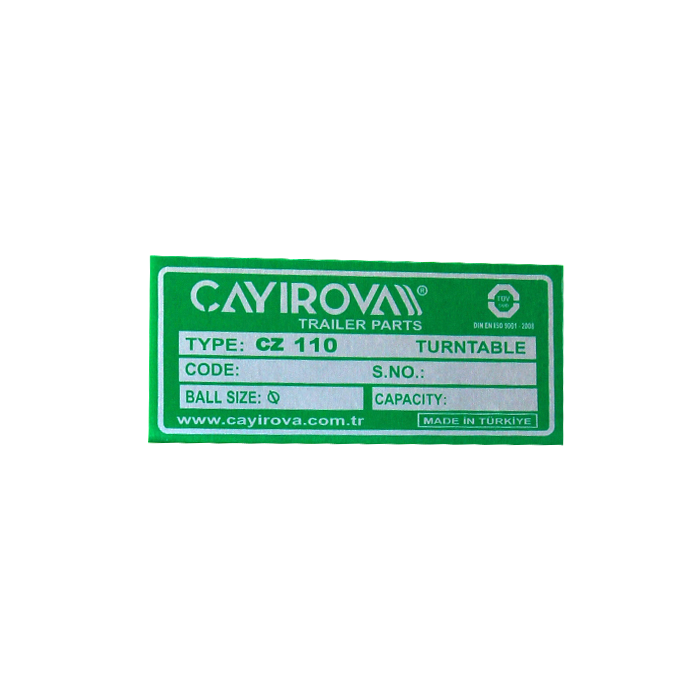 CAYIROVA®
TRAILER PARTS
TÜV
DIN EN ISO 9001 - 2008
TYPE: CZ 110 TURNTABLE
CODE: S.NO.:
BALL SIZE: Ø CAPACITY:
www.cayirova.com.tr MADE İN TÜRKİYE